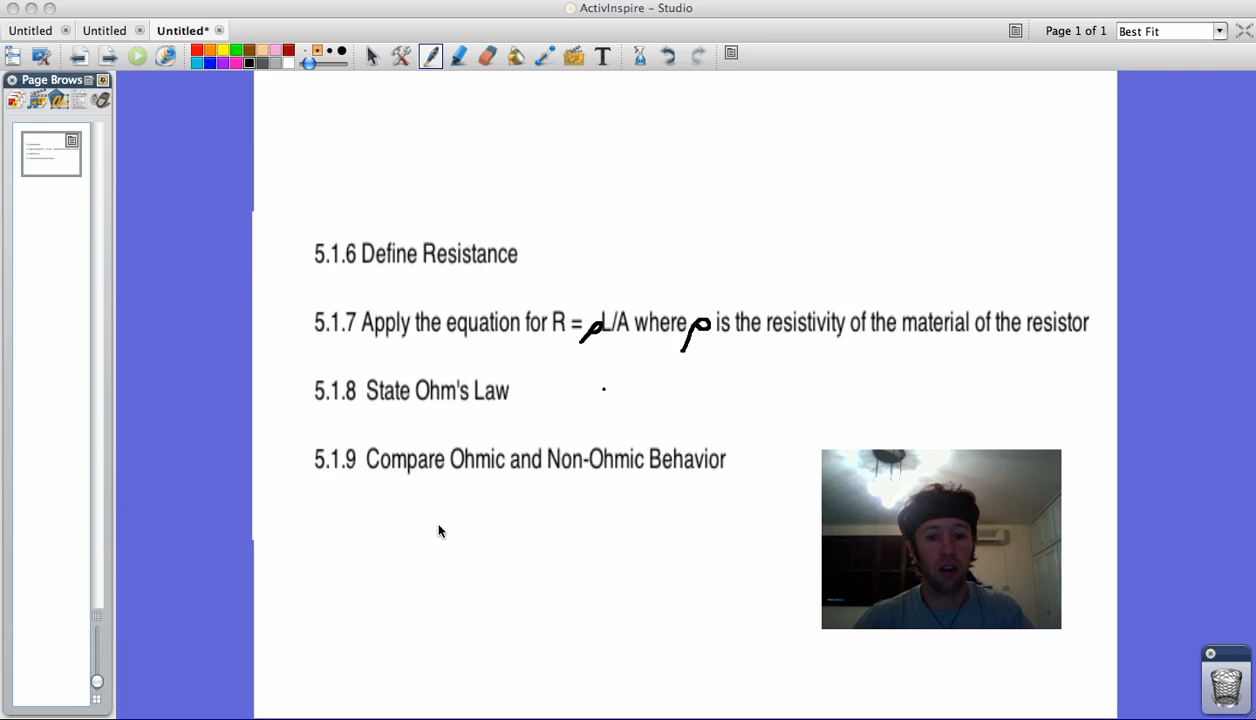 ActivInspire – Studio
Untitled Untitled Untitled* Page 1 of 1 Best Fit
Page Brows
5.1.6 Define Resistance
5.1.7 Apply the equation for R = ρL/A where ρ is the resistivity of the material of the resistor
5.1.8 State Ohm's Law
5.1.9 Compare Ohmic and Non-Ohmic Behavior